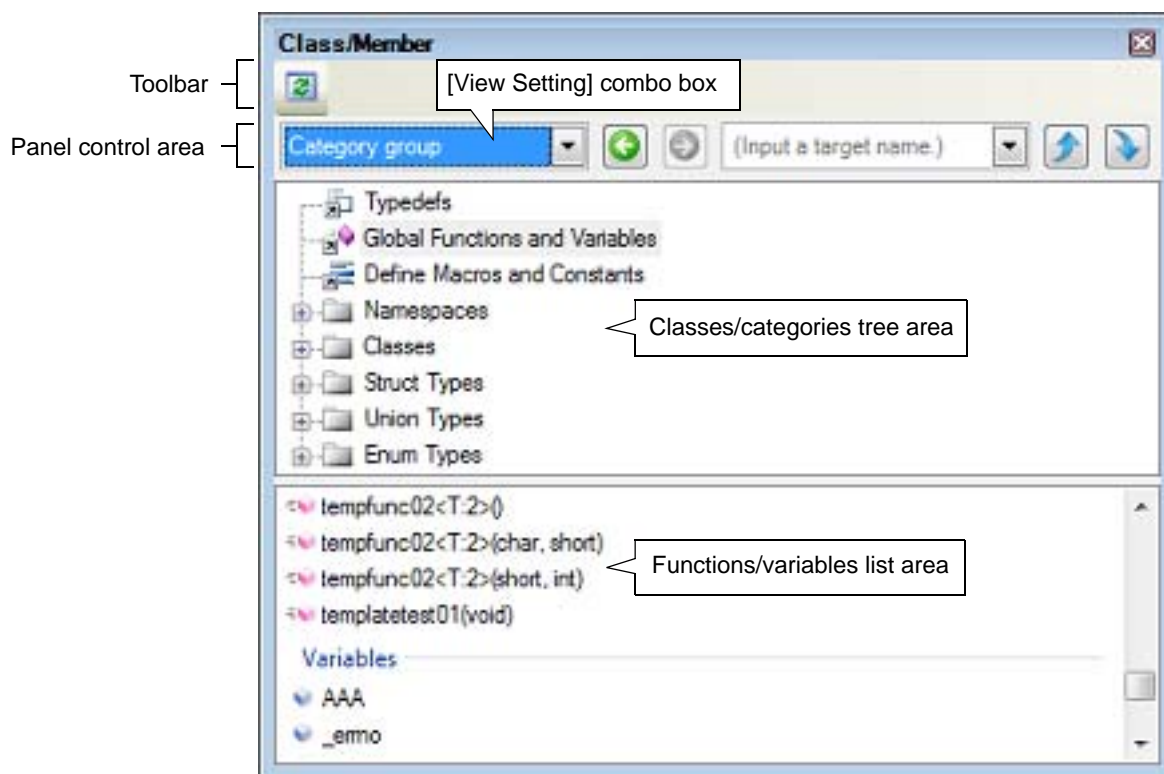 Class/Member
Toolbar
[View Setting] combo box
Panel control area
Category group
(Input a target name.)
Typedefs
Global Functions and Variables
Define Macros and Constants
Namespaces
Classes
Struct Types
Union Types
Enum Types
Classes/categories tree area
tempfunc02<T:2>()
tempfunc02<T:2>(char, short)
tempfunc02<T:2>(short, int)
templatetest01(void)
Functions/variables list area
Variables
AAA
_errno